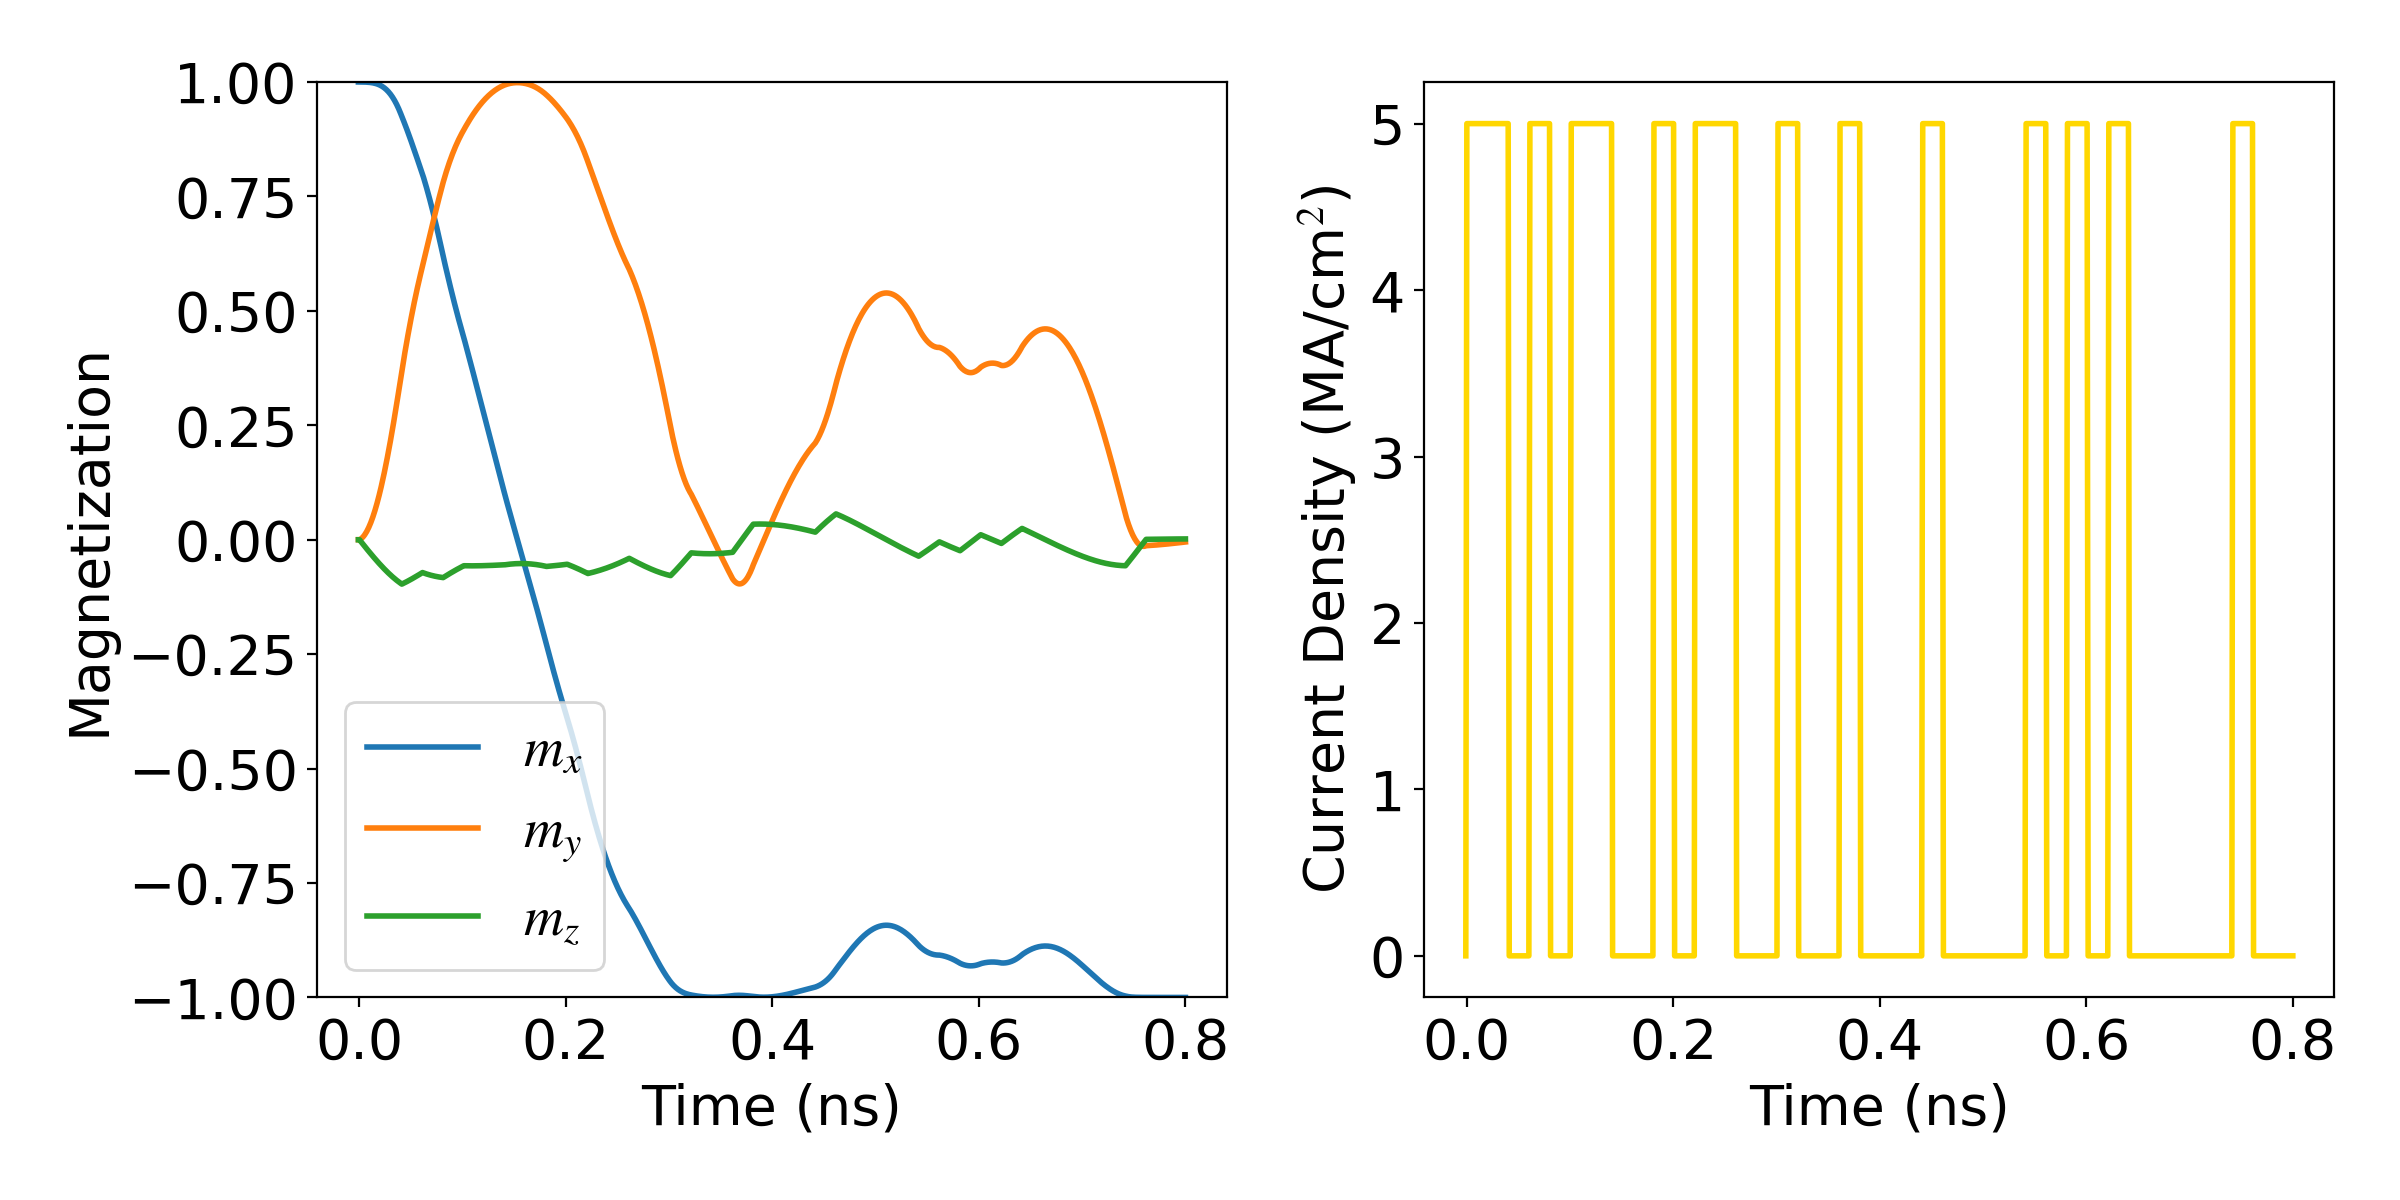 Magnetization
1.00
0.75
0.50
0.25
0.00
−0.25
−0.50
−0.75
−1.00
m_x
m_y
m_z
0.0 0.2 0.4 0.6 0.8
Time (ns)
Current Density (MA/cm²)
5
4
3
2
1
0
0.0 0.2 0.4 0.6 0.8
Time (ns)